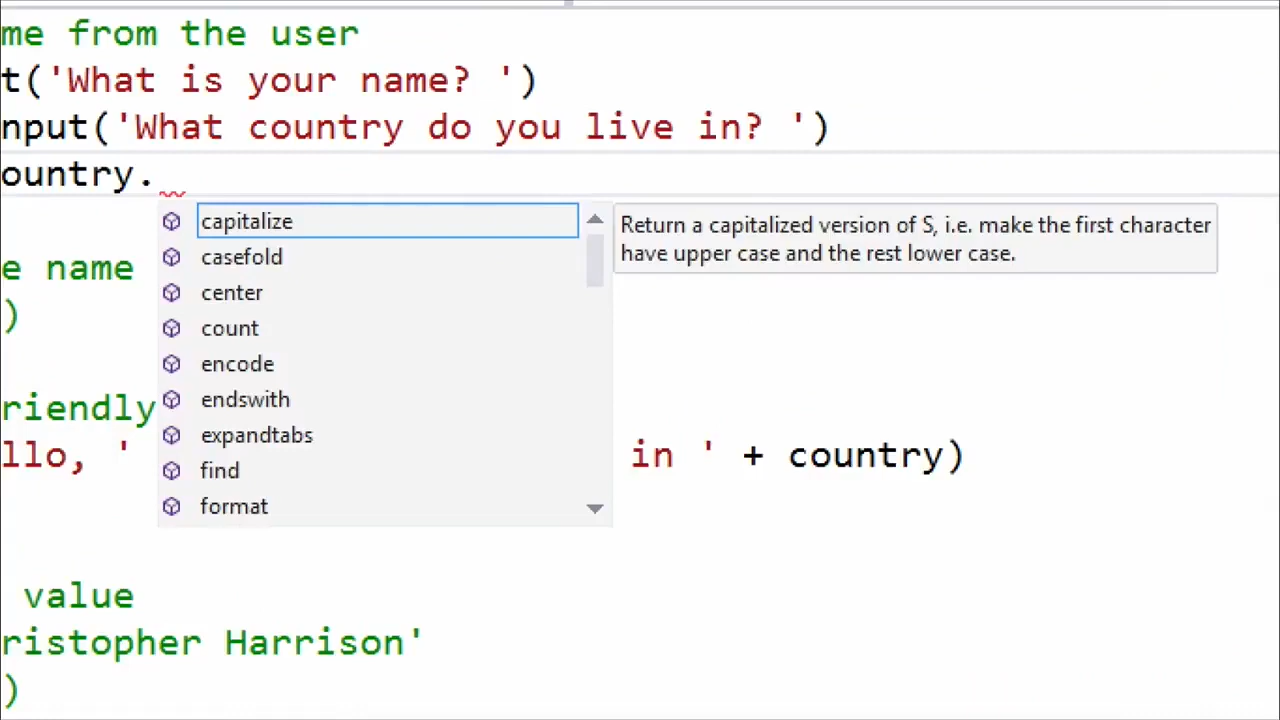 me from the user
t('What is your name? ')
nput('What country do you live in? ')
ountry.
capitalize
Return a capitalized version of S, i.e. make the first character
have upper case and the rest lower case.
casefold
e name
center
)
count
encode
endswith
riendly
expandtabs
llo, ' in ' + country)
find
format
value
ristopher Harrison'
)